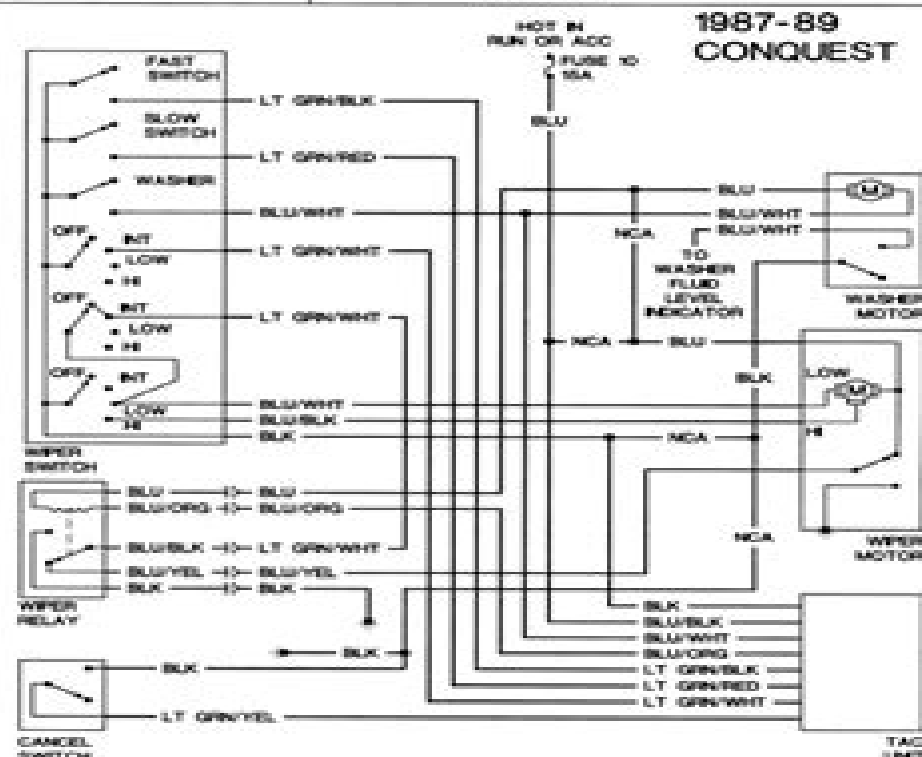 1987-89
CONQUEST
HOT IN
RUN OR ACC
FUSE 10
15A
BLU
FAST
SWITCH
LT GRN/BLK
SLOW
SWITCH
LT GRN/RED
WASHER
BLU/WHT
OFF
INT
LOW
HI
LT GRN/WHT
OFF
INT
LOW
HI
LT GRN/WHT
OFF
INT
LOW
HI
BLU/WHT
BLU/BLK
BLK
WIPER
SWITCH
BLU
BLU/WHT
BLU/WHT
NCA
TO
WASHER
FLUID
LEVEL
INDICATOR
WASHER
MOTOR
NCA
BLU
BLK
LOW
M
HI
NCA
NCA
WIPER
MOTOR
BLU
BLU
BLU/ORG
BLU/ORG
BLU/BLK
LT GRN/WHT
BLU/YEL
BLU/YEL
BLK
BLK
WIPER
RELAY
BLK
BLK
LT GRN/YEL
CANCEL
SWITCH
BLK
BLU/BLK
BLU/WHT
BLU/ORG
LT GRN/BLK
LT GRN/RED
LT GRN/WHT
M